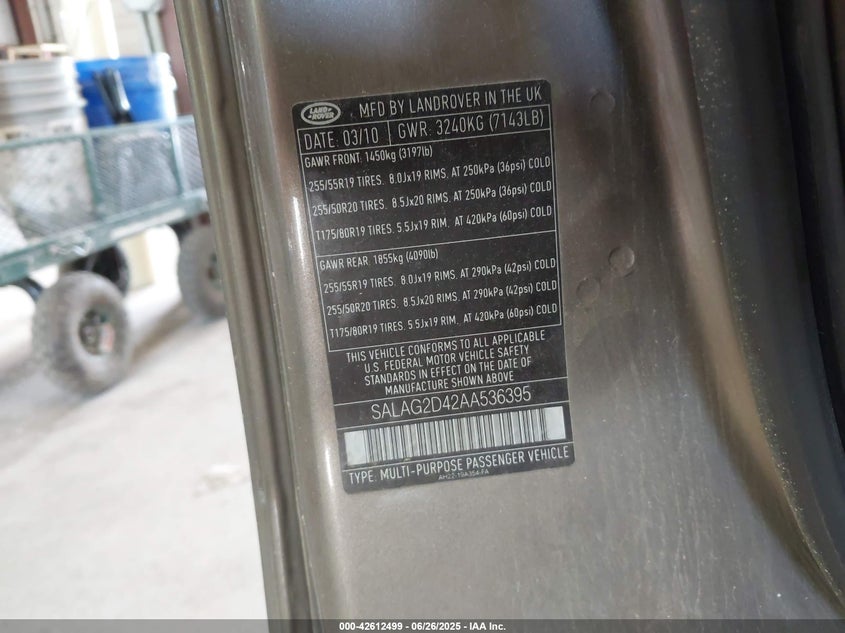 LAND ROVER
MFD BY LANDROVER IN THE UK
DATE: 03/10 GWR: 3240KG (7143LB)
GAWR FRONT: 1450kg (3197lb)
255/55R19 TIRES. 8.0Jx19 RIMS, AT 250kPa (36psi) COLD
255/50R20 TIRES. 8.5Jx20 RIMS, AT 250kPa (36psi) COLD
T175/80R19 TIRES. 5.5Jx19 RIM. AT 420kPa (60psi) COLD
GAWR REAR. 1855kg (4090lb)
255/55R19 TIRES. 8.0Jx19 RIMS, AT 290kPa (42psi) COLD
255/50R20 TIRES. 8.5Jx20 RIMS, AT 290kPa (42psi) COLD
T175/80R19 TIRES. 5.5Jx19 RIM. AT 420kPa (60psi) COLD
THIS VEHICLE CONFORMS TO ALL APPLICABLE
U.S. FEDERAL MOTOR VEHICLE SAFETY
STANDARDS IN EFFECT ON THE DATE OF
MANUFACTURE SHOWN ABOVE.
SALAG2D42AA536395
TYPE: MULTI-PURPOSE PASSENGER VEHICLE
AH22-19A354-FA
000-42612499 - 06/26/2025 - IAA Inc.